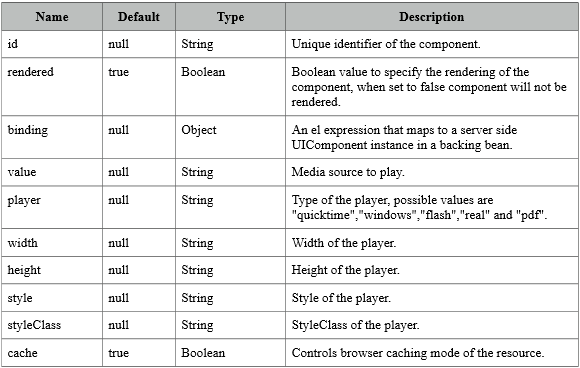 Name Default Type Description
id null String Unique identifier of the component.
rendered true Boolean Boolean value to specify the rendering of the
component, when set to false component will not be
rendered.
binding null Object An el expression that maps to a server side
UIComponent instance in a backing bean.
value null String Media source to play.
player null String Type of the player, possible values are
"quicktime","windows","flash","real" and "pdf".
width null String Width of the player.
height null String Height of the player.
style null String Style of the player.
styleClass null String StyleClass of the player.
cache true Boolean Controls browser caching mode of the resource.